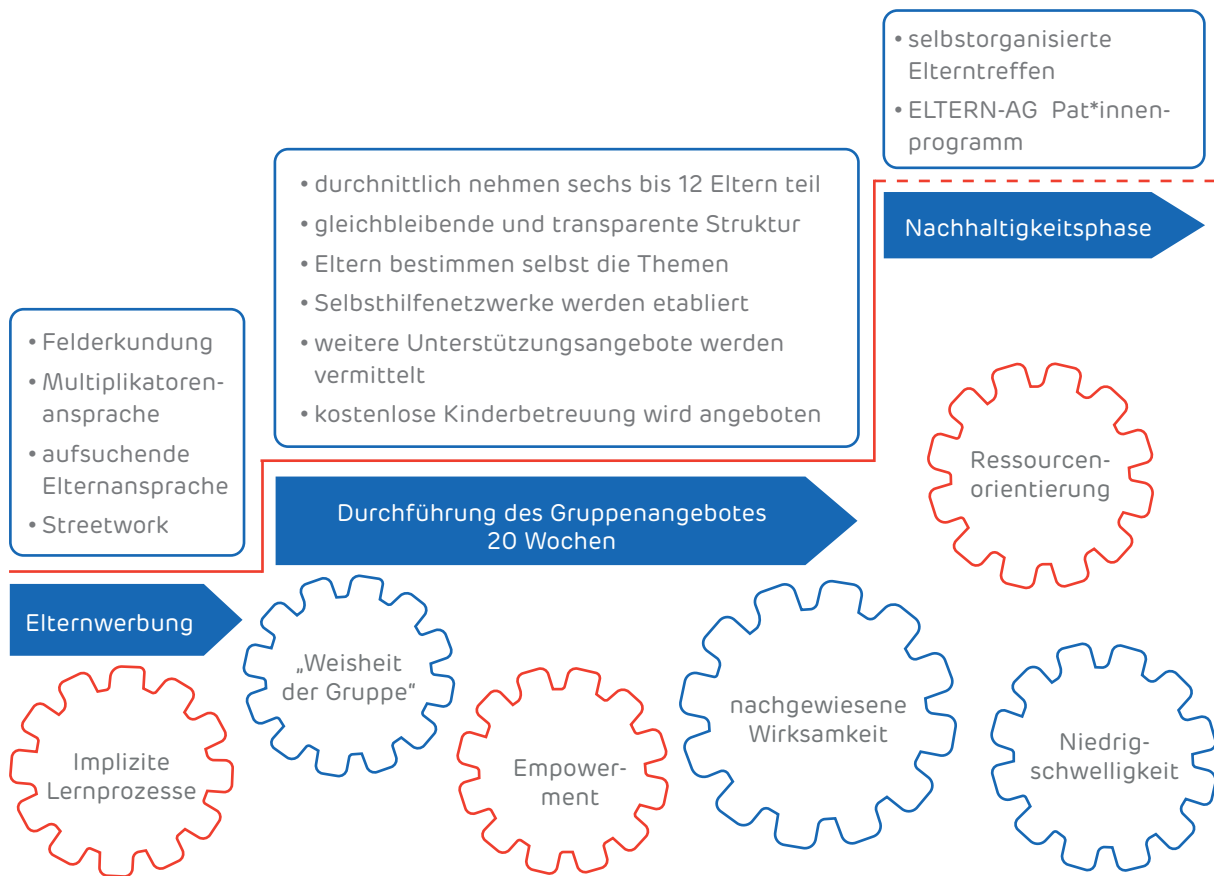 • selbstorganisierte
Elterntreffen
• ELTERN-AG Pat*innen-
programm
Nachhaltigkeitsphase
• durchnittlich nehmen sechs bis 12 Eltern teil
• gleichbleibende und transparente Struktur
• Eltern bestimmen selbst die Themen
• Selbsthilfenetzwerke werden etabliert
• weitere Unterstützungsangebote werden
vermittelt
• kostenlose Kinderbetreuung wird angeboten
Durchführung des Gruppenangebotes
20 Wochen
• Felderkundung
• Multiplikatoren-
ansprache
• aufsuchende
Elternansprache
• Streetwork
Elternwerbung
Implizite
Lernprozesse
„Weisheit
der Gruppe“
Empower-
ment
nachgewiesene
Wirksamkeit
Ressourcen-
orientierung
Niedrig-
schwelligkeit